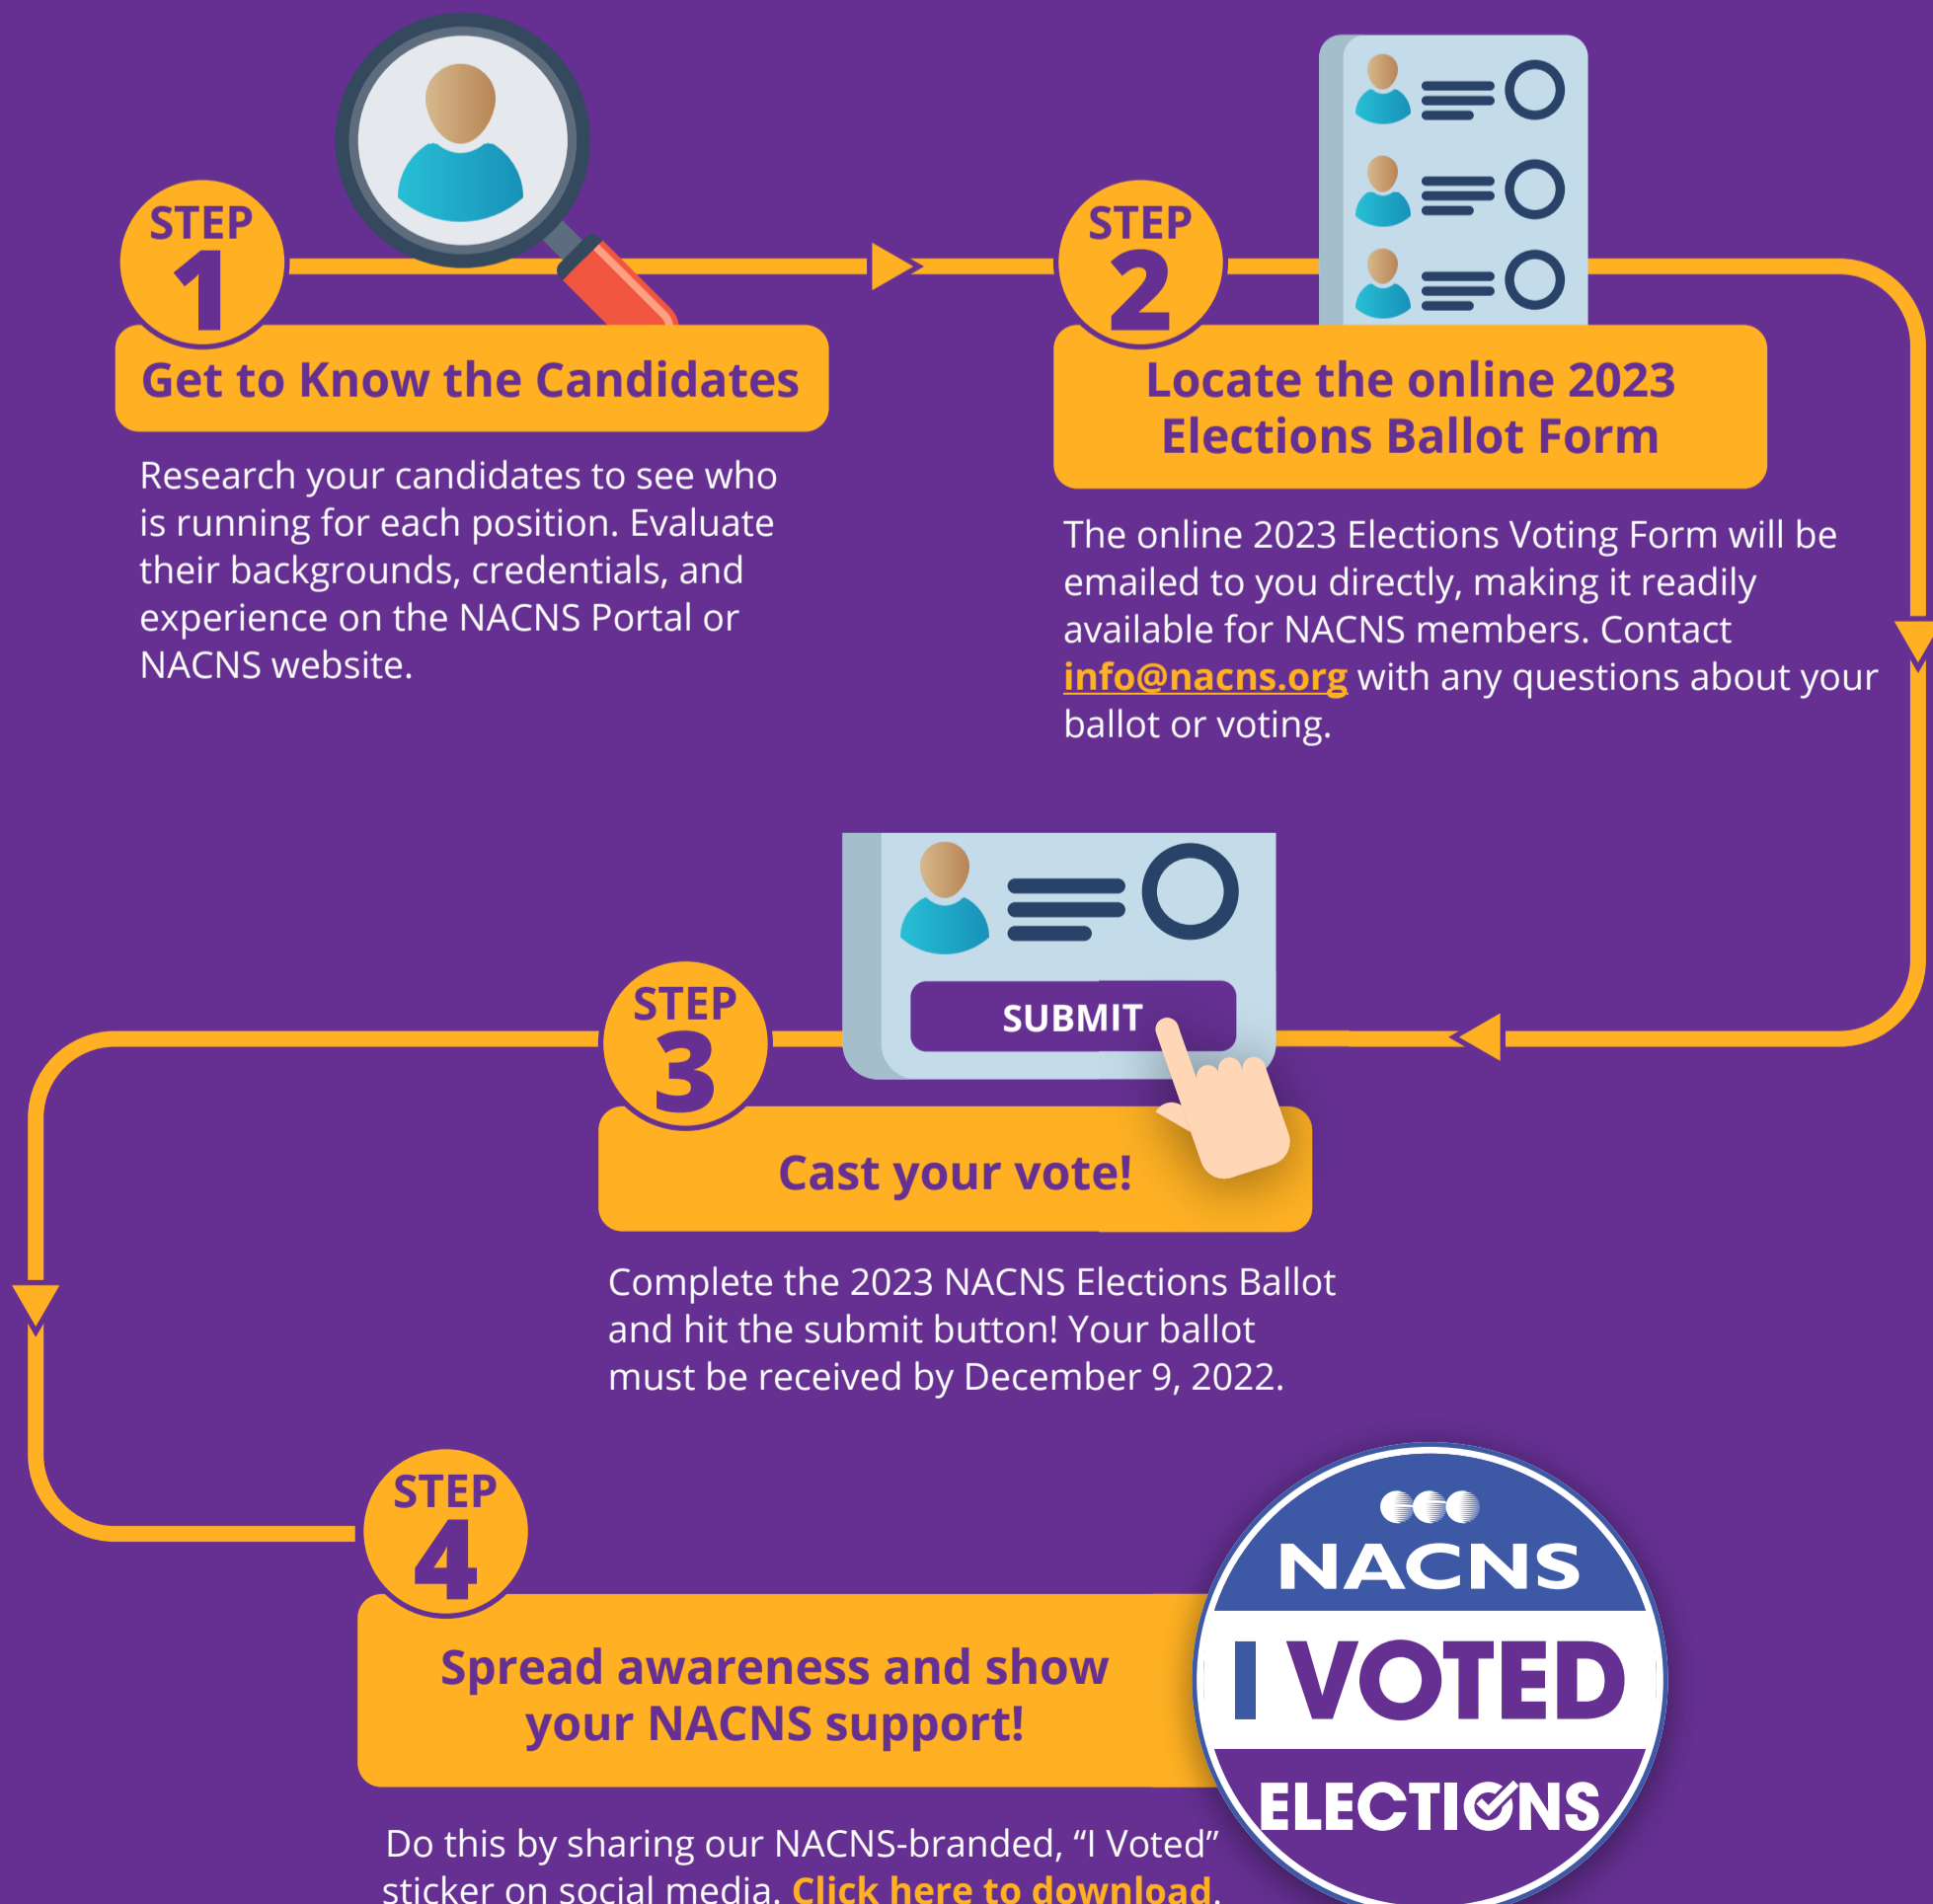 STEP
1
Get to Know the Candidates
Research your candidates to see who
is running for each position. Evaluate
their backgrounds, credentials, and
experience on the NACNS Portal or
NACNS website.
STEP
2
Locate the online 2023
Elections Ballot Form
The online 2023 Elections Voting Form will be
emailed to you directly, making it readily
available for NACNS members. Contact
info@nacns.org with any questions about your
ballot or voting.
SUBMIT
STEP
3
Cast your vote!
Complete the 2023 NACNS Elections Ballot
and hit the submit button! Your ballot
must be received by December 9, 2022.
STEP
4
Spread awareness and show
your NACNS support!
Do this by sharing our NACNS-branded, “I Voted”
sticker on social media. Click here to download.
NACNS
I VOTED
ELECTIONS